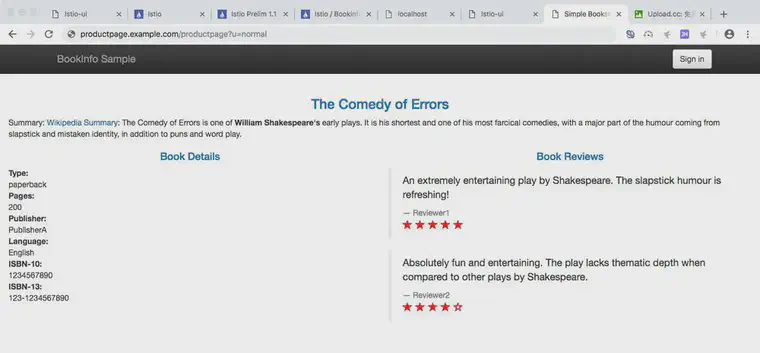 Istio-ui
Istio
Istio Prelim 1.1
Istio / BookInfo
localhost
Istio-ui
Simple Books
Upload.cc
productpage.example.com/productpage?u=normal
BookInfo Sample
Sign in
The Comedy of Errors
Summary: Wikipedia Summary: The Comedy of Errors is one of William Shakespeare's early plays. It is his shortest and one of his most farcical comedies, with a major part of the humour coming from
slapstick and mistaken identity, in addition to puns and word play.
Book Details
Type:
paperback
Pages:
200
Publisher:
PublisherA
Language:
English
ISBN-10:
1234567890
ISBN-13:
123-1234567890
Book Reviews
An extremely entertaining play by Shakespeare. The slapstick humour is
refreshing!
— Reviewer1
Absolutely fun and entertaining. The play lacks thematic depth when
compared to other plays by Shakespeare.
— Reviewer2